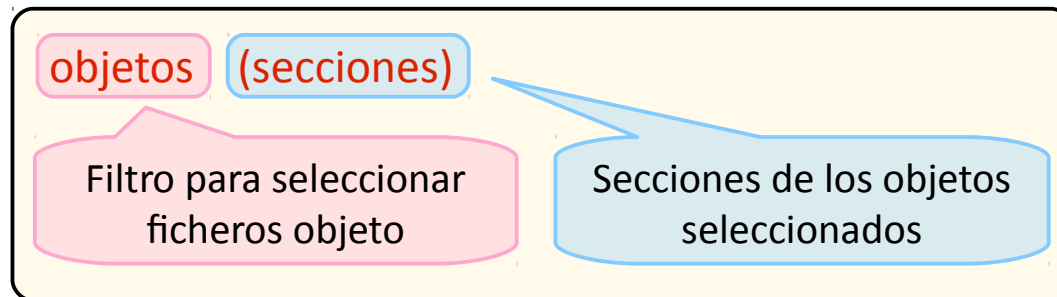 objetos (secciones)
Filtro para seleccionar
ficheros objeto
Secciones de los objetos
seleccionados